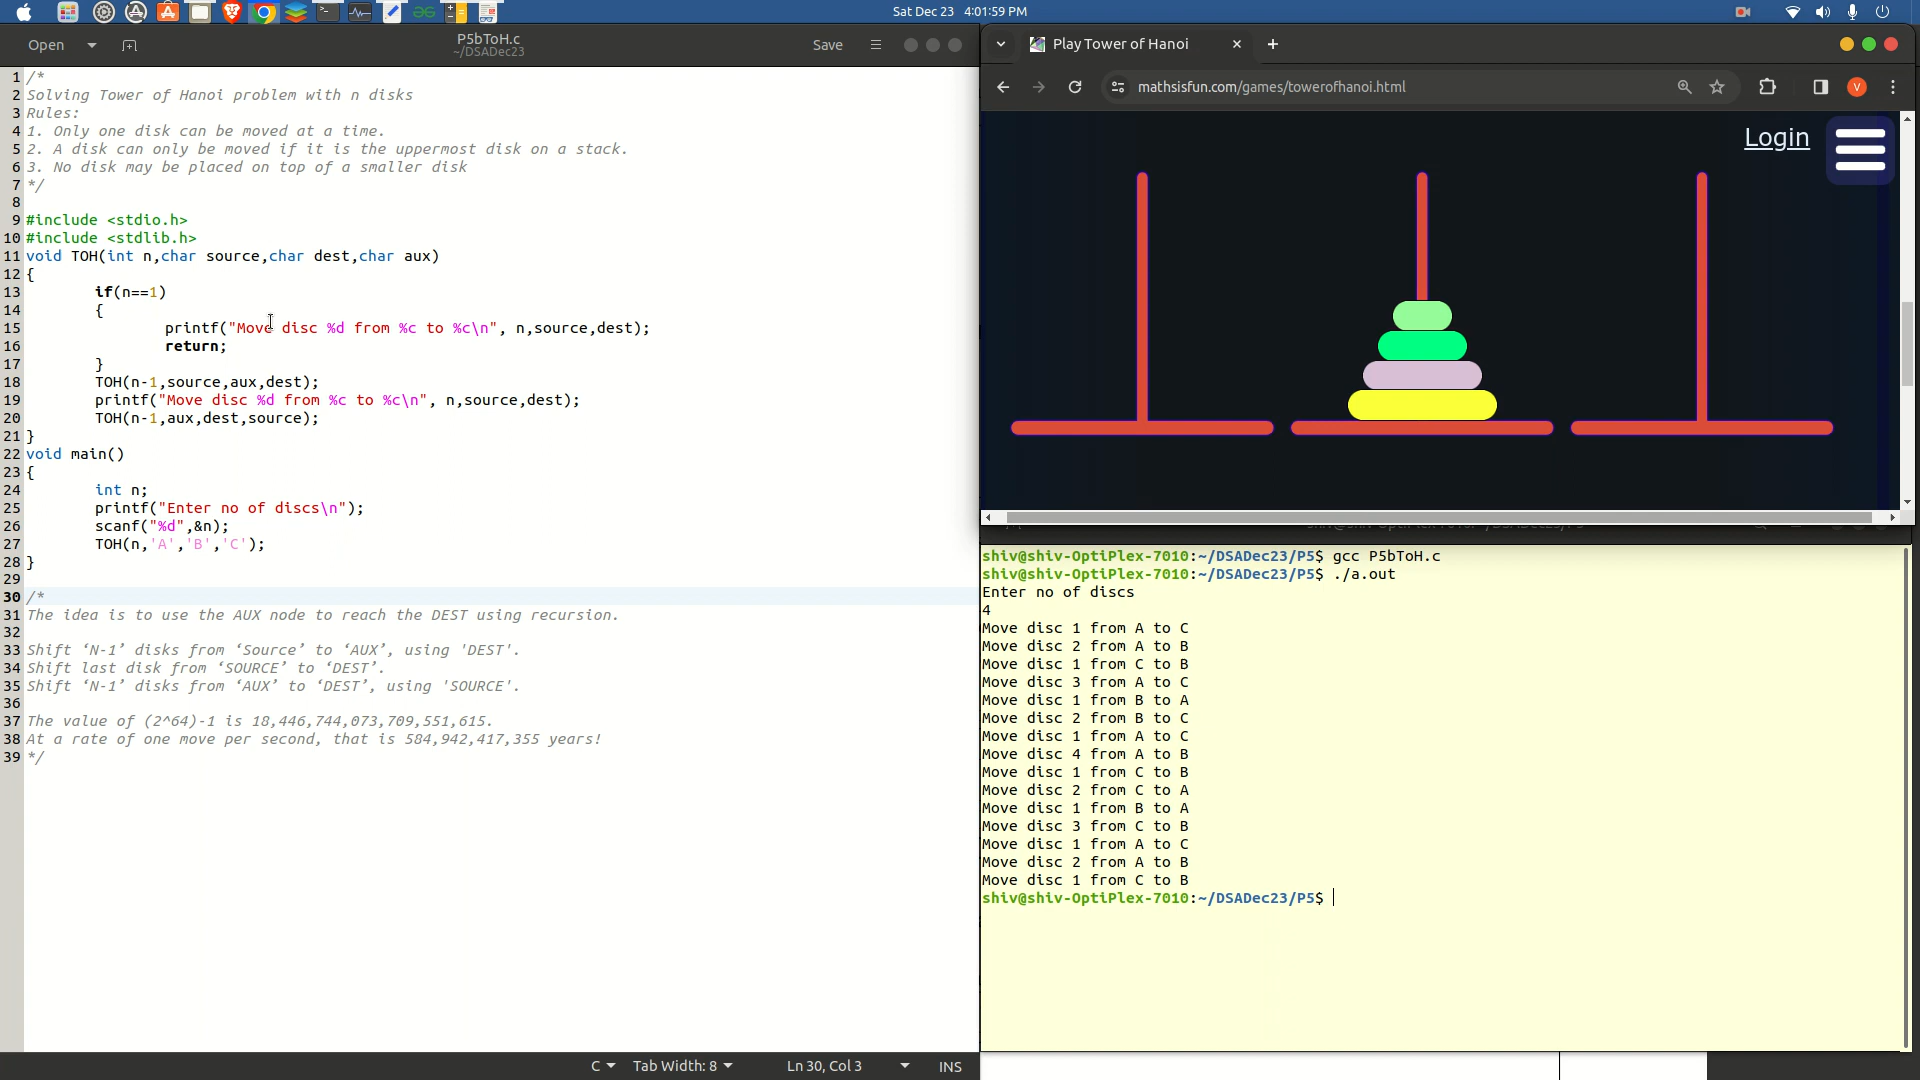 Sat Dec 23 4:01:59 PM
Open
P5bToH.c
~/DSADec23
Save
1 /*
2 Solving Tower of Hanoi problem with n disks
3 Rules:
4 1. Only one disk can be moved at a time.
5 2. A disk can only be moved if it is the uppermost disk on a stack.
6 3. No disk may be placed on top of a smaller disk
7 */
8
9 #include <stdio.h>
10 #include <stdlib.h>
11 void TOH(int n,char source,char dest,char aux)
12 {
13 if(n==1)
14 {
15 printf("Move disc %d from %c to %c\n", n,source,dest);
16 return;
17 }
18 TOH(n-1,source,aux,dest);
19 printf("Move disc %d from %c to %c\n", n,source,dest);
20 TOH(n-1,aux,dest,source);
21 }
22 void main()
23 {
24 int n;
25 printf("Enter no of discs\n");
26 scanf("%d",&n);
27 TOH(n,'A','B','C');
28 }
29
30 /*
31 The idea is to use the AUX node to reach the DEST using recursion.
32
33 Shift ‘N-1’ disks from ‘Source’ to ‘AUX’, using 'DEST'.
34 Shift last disk from ‘SOURCE’ to ‘DEST’.
35 Shift ‘N-1’ disks from ‘AUX’ to ‘DEST’, using 'SOURCE'.
36
37 The value of (2^64)-1 is 18,446,744,073,709,551,615.
38 At a rate of one move per second, that is 584,942,417,355 years!
39 */
C
Tab Width: 8
Ln 30, Col 3
INS
Play Tower of Hanoi
mathsisfun.com/games/towerofhanoi.html
V
Login
shiv@shiv-OptiPlex-7010:~/DSADec23/P5$ gcc P5bToH.c
shiv@shiv-OptiPlex-7010:~/DSADec23/P5$ ./a.out
Enter no of discs
4
Move disc 1 from A to C
Move disc 2 from A to B
Move disc 1 from C to B
Move disc 3 from A to C
Move disc 1 from B to A
Move disc 2 from B to C
Move disc 1 from A to C
Move disc 4 from A to B
Move disc 1 from C to B
Move disc 2 from C to A
Move disc 1 from B to A
Move disc 3 from C to B
Move disc 1 from A to C
Move disc 2 from A to B
Move disc 1 from C to B
shiv@shiv-OptiPlex-7010:~/DSADec23/P5$